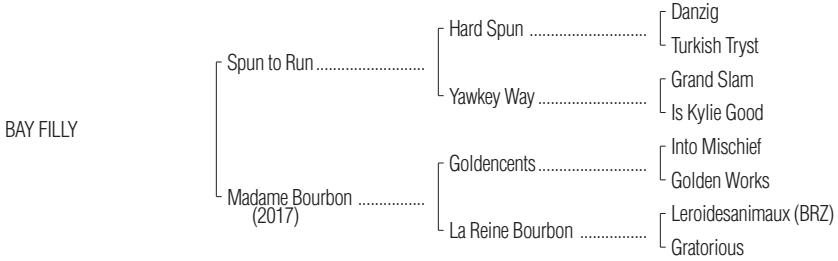 Danzig
Hard Spun ..........................
Turkish Tryst
Spun to Run........................
Grand Slam
Yawkey Way ........................
Is Kylie Good
BAY FILLY
Into Mischief
Goldencents........................
Golden Works
Madame Bourbon ...............
(2017)
Leroidesanimaux (BRZ)
La Reine Bourbon ...............
Gratorious